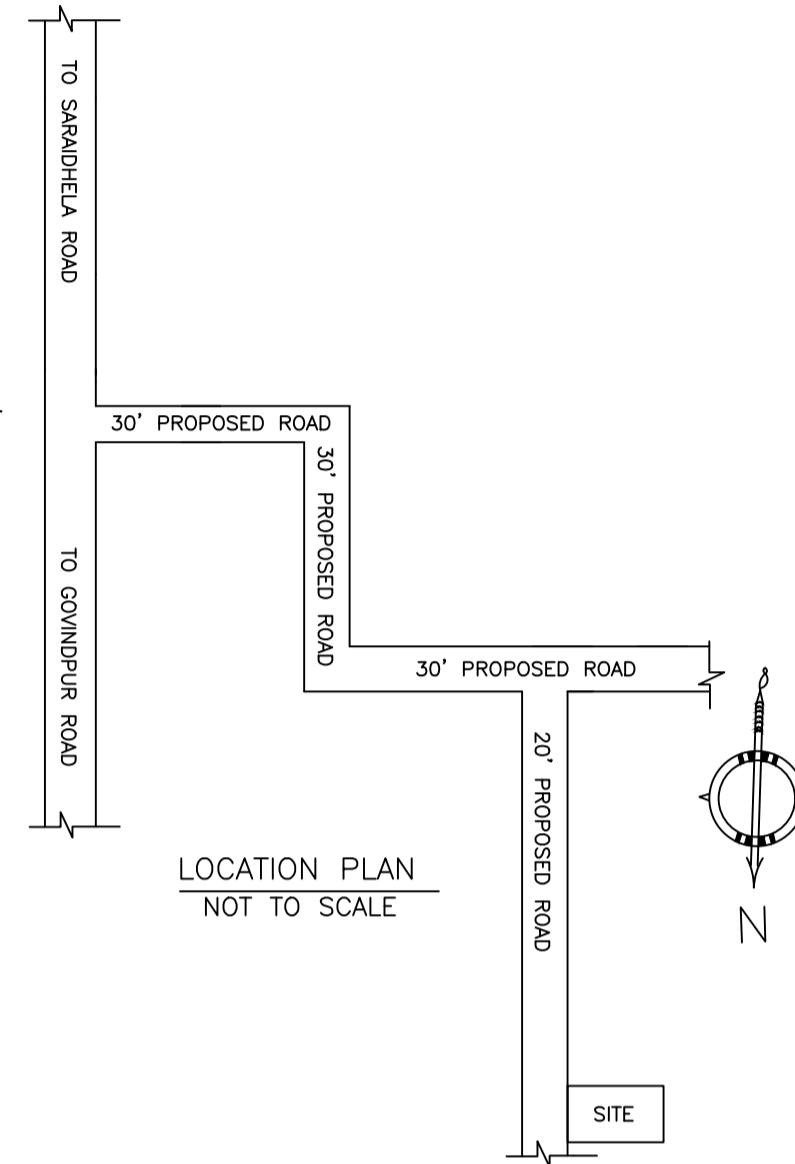 TO SARAIDHELA ROAD
30' PROPOSED ROAD
30' PROPOSED ROAD
TO GOVINDPUR ROAD
30' PROPOSED ROAD
20' PROPOSED ROAD
LOCATION PLAN
NOT TO SCALE
N
SITE